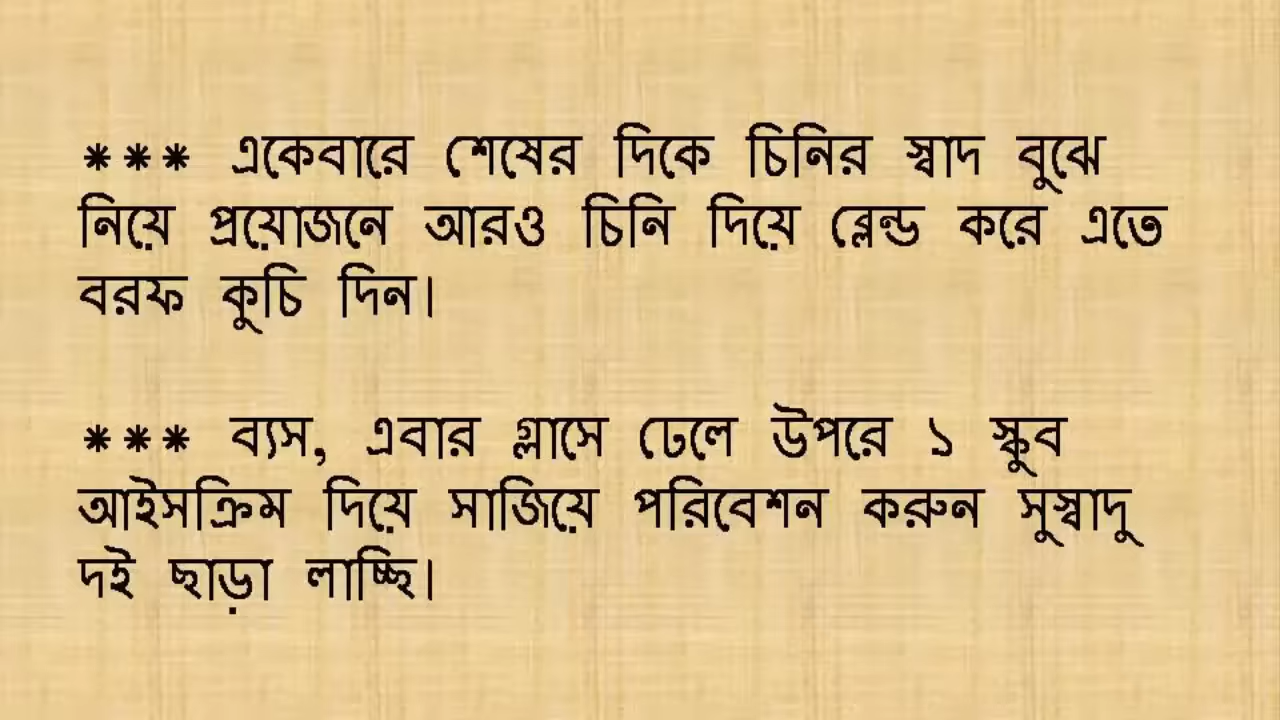 *** একেবারে শেষের দিকে চিনির স্বাদ বুঝে
নিয়ে প্রয়োজনে আরও চিনি দিয়ে ব্লেন্ড করে এতে
বরফ কুচি দিন।
*** ব্যস, এবার গ্লাসে ঢেলে উপরে ১ স্কুব
আইসক্রিম দিয়ে সাজিয়ে পরিবেশন করুন সুস্বাদু
দই ছাড়া লাচ্ছি।